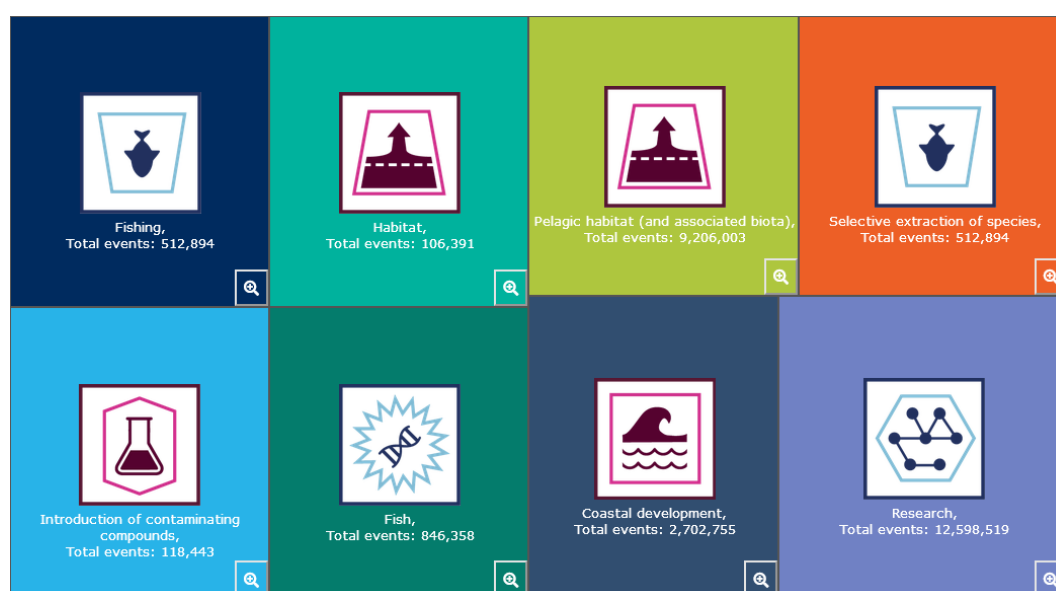 Fishing,
Total events: 512,894
Habitat,
Total events: 106,391
Pelagic habitat (and associated biota),
Total events: 9,206,003
Selective extraction of species,
Total events: 512,894
Introduction of contaminating
compounds,
Total events: 118,443
Fish,
Total events: 846,358
Coastal development,
Total events: 2,702,755
Research,
Total events: 12,598,519